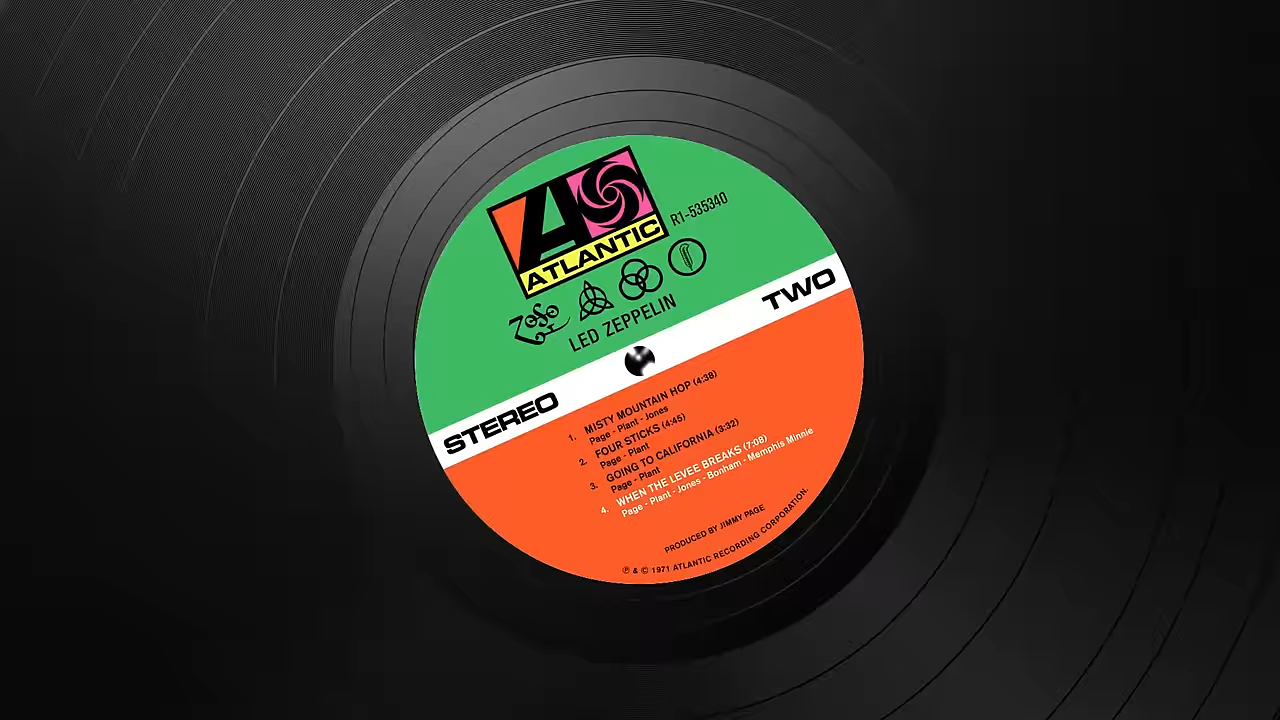 ATLANTIC
R1-535340
LED ZEPPELIN
STEREO
TWO
1. MISTY MOUNTAIN HOP (4:38)
Page - Plant - Jones
2. FOUR STICKS (4:45)
Page - Plant
3. GOING TO CALIFORNIA (3:32)
Page - Plant
4. WHEN THE LEVEE BREAKS (7:08)
Page - Plant - Jones - Bonham - Memphis Minnie
PRODUCED BY JIMMY PAGE
℗ & © 1971 ATLANTIC RECORDING CORPORATION.